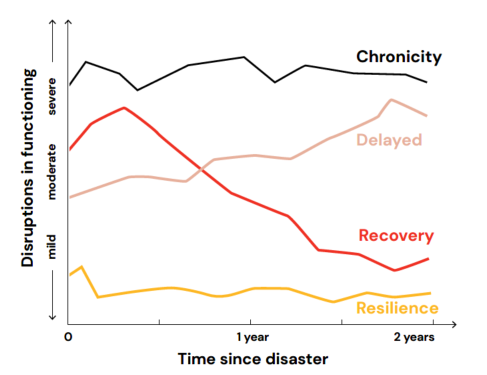 Chronicity
Delayed
Recovery
Resilience
Disruptions in functioning
severe
moderate
mild
0
1 year
2 years
Time since disaster